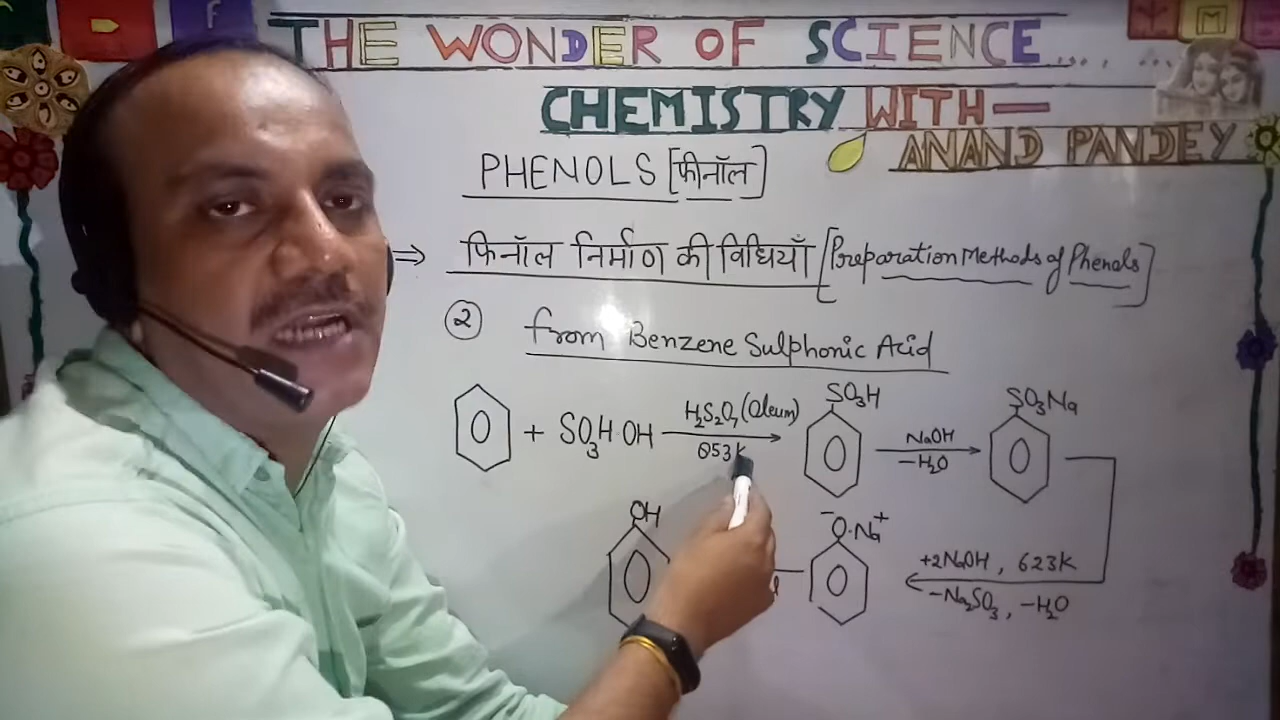 THE WONDER OF SCIENCE.... ...
CHEMISTRY WITH—
ANAND PANDEY
PHENOLS [फीनॉल]
⇒ फिनॉल निर्माण की विधियाँ [Preparation Methods of Phenols]
② from Benzene Sulphonic Acid
SO₃H SO₃Na
+ SO₃H·OH H₂S₂O₇ (Oleum) NaOH
-H₂O
OH ⁻O·Na⁺
+2NaOH, 623K
-Na₂SO₃, -H₂O